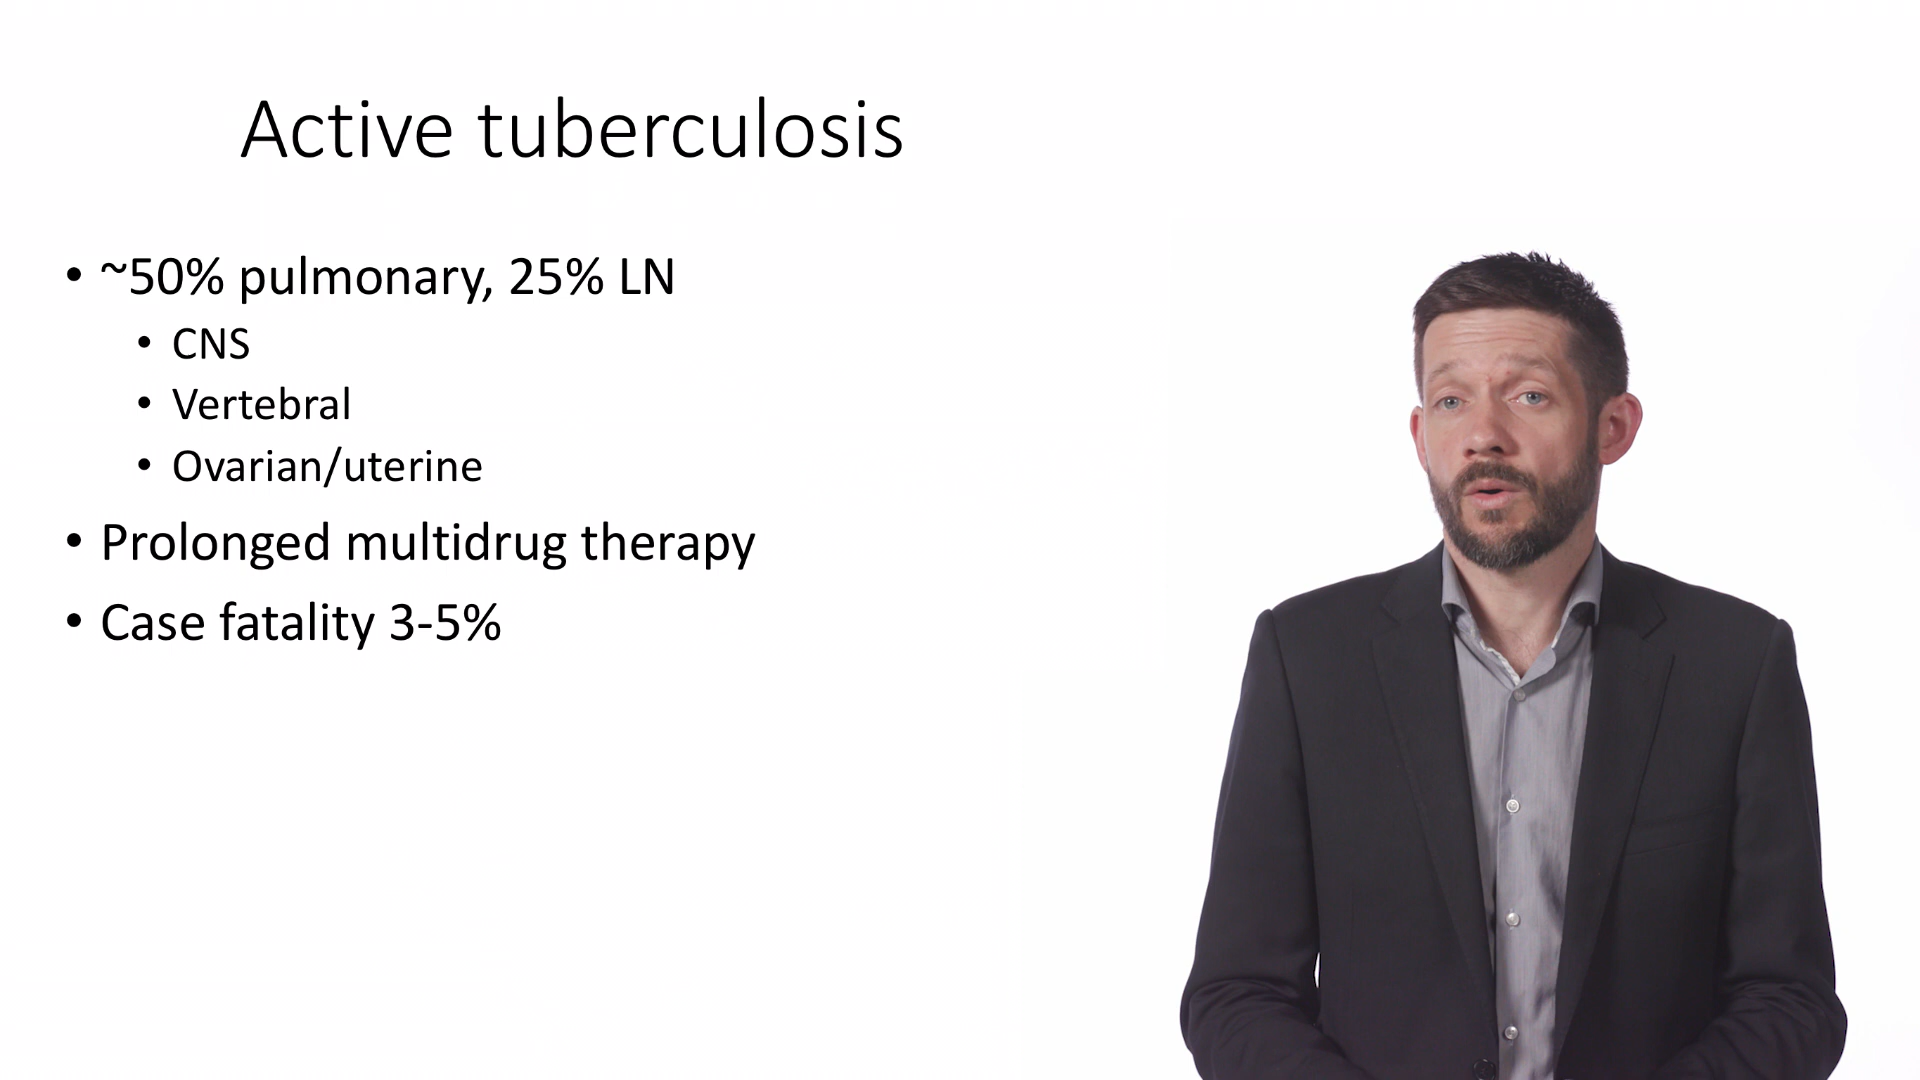 Active tuberculosis
• ~50% pulmonary, 25% LN
• CNS
• Vertebral
• Ovarian/uterine
• Prolonged multidrug therapy
• Case fatality 3-5%